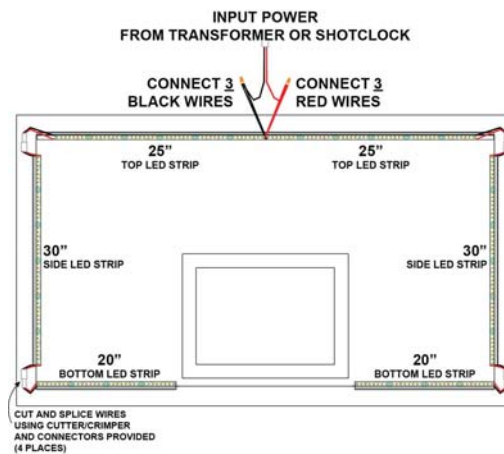 INPUT POWER
FROM TRANSFORMER OR SHOTCLOCK
CONNECT 3
BLACK WIRES
CONNECT 3
RED WIRES
25”
TOP LED STRIP
25”
TOP LED STRIP
30”
SIDE LED STRIP
30”
SIDE LED STRIP
20”
BOTTOM LED STRIP
20”
BOTTOM LED STRIP
CUT AND SPLICE WIRES
USING CUTTER/CRIMPER
AND CONNECTORS PROVIDED
(4 PLACES)